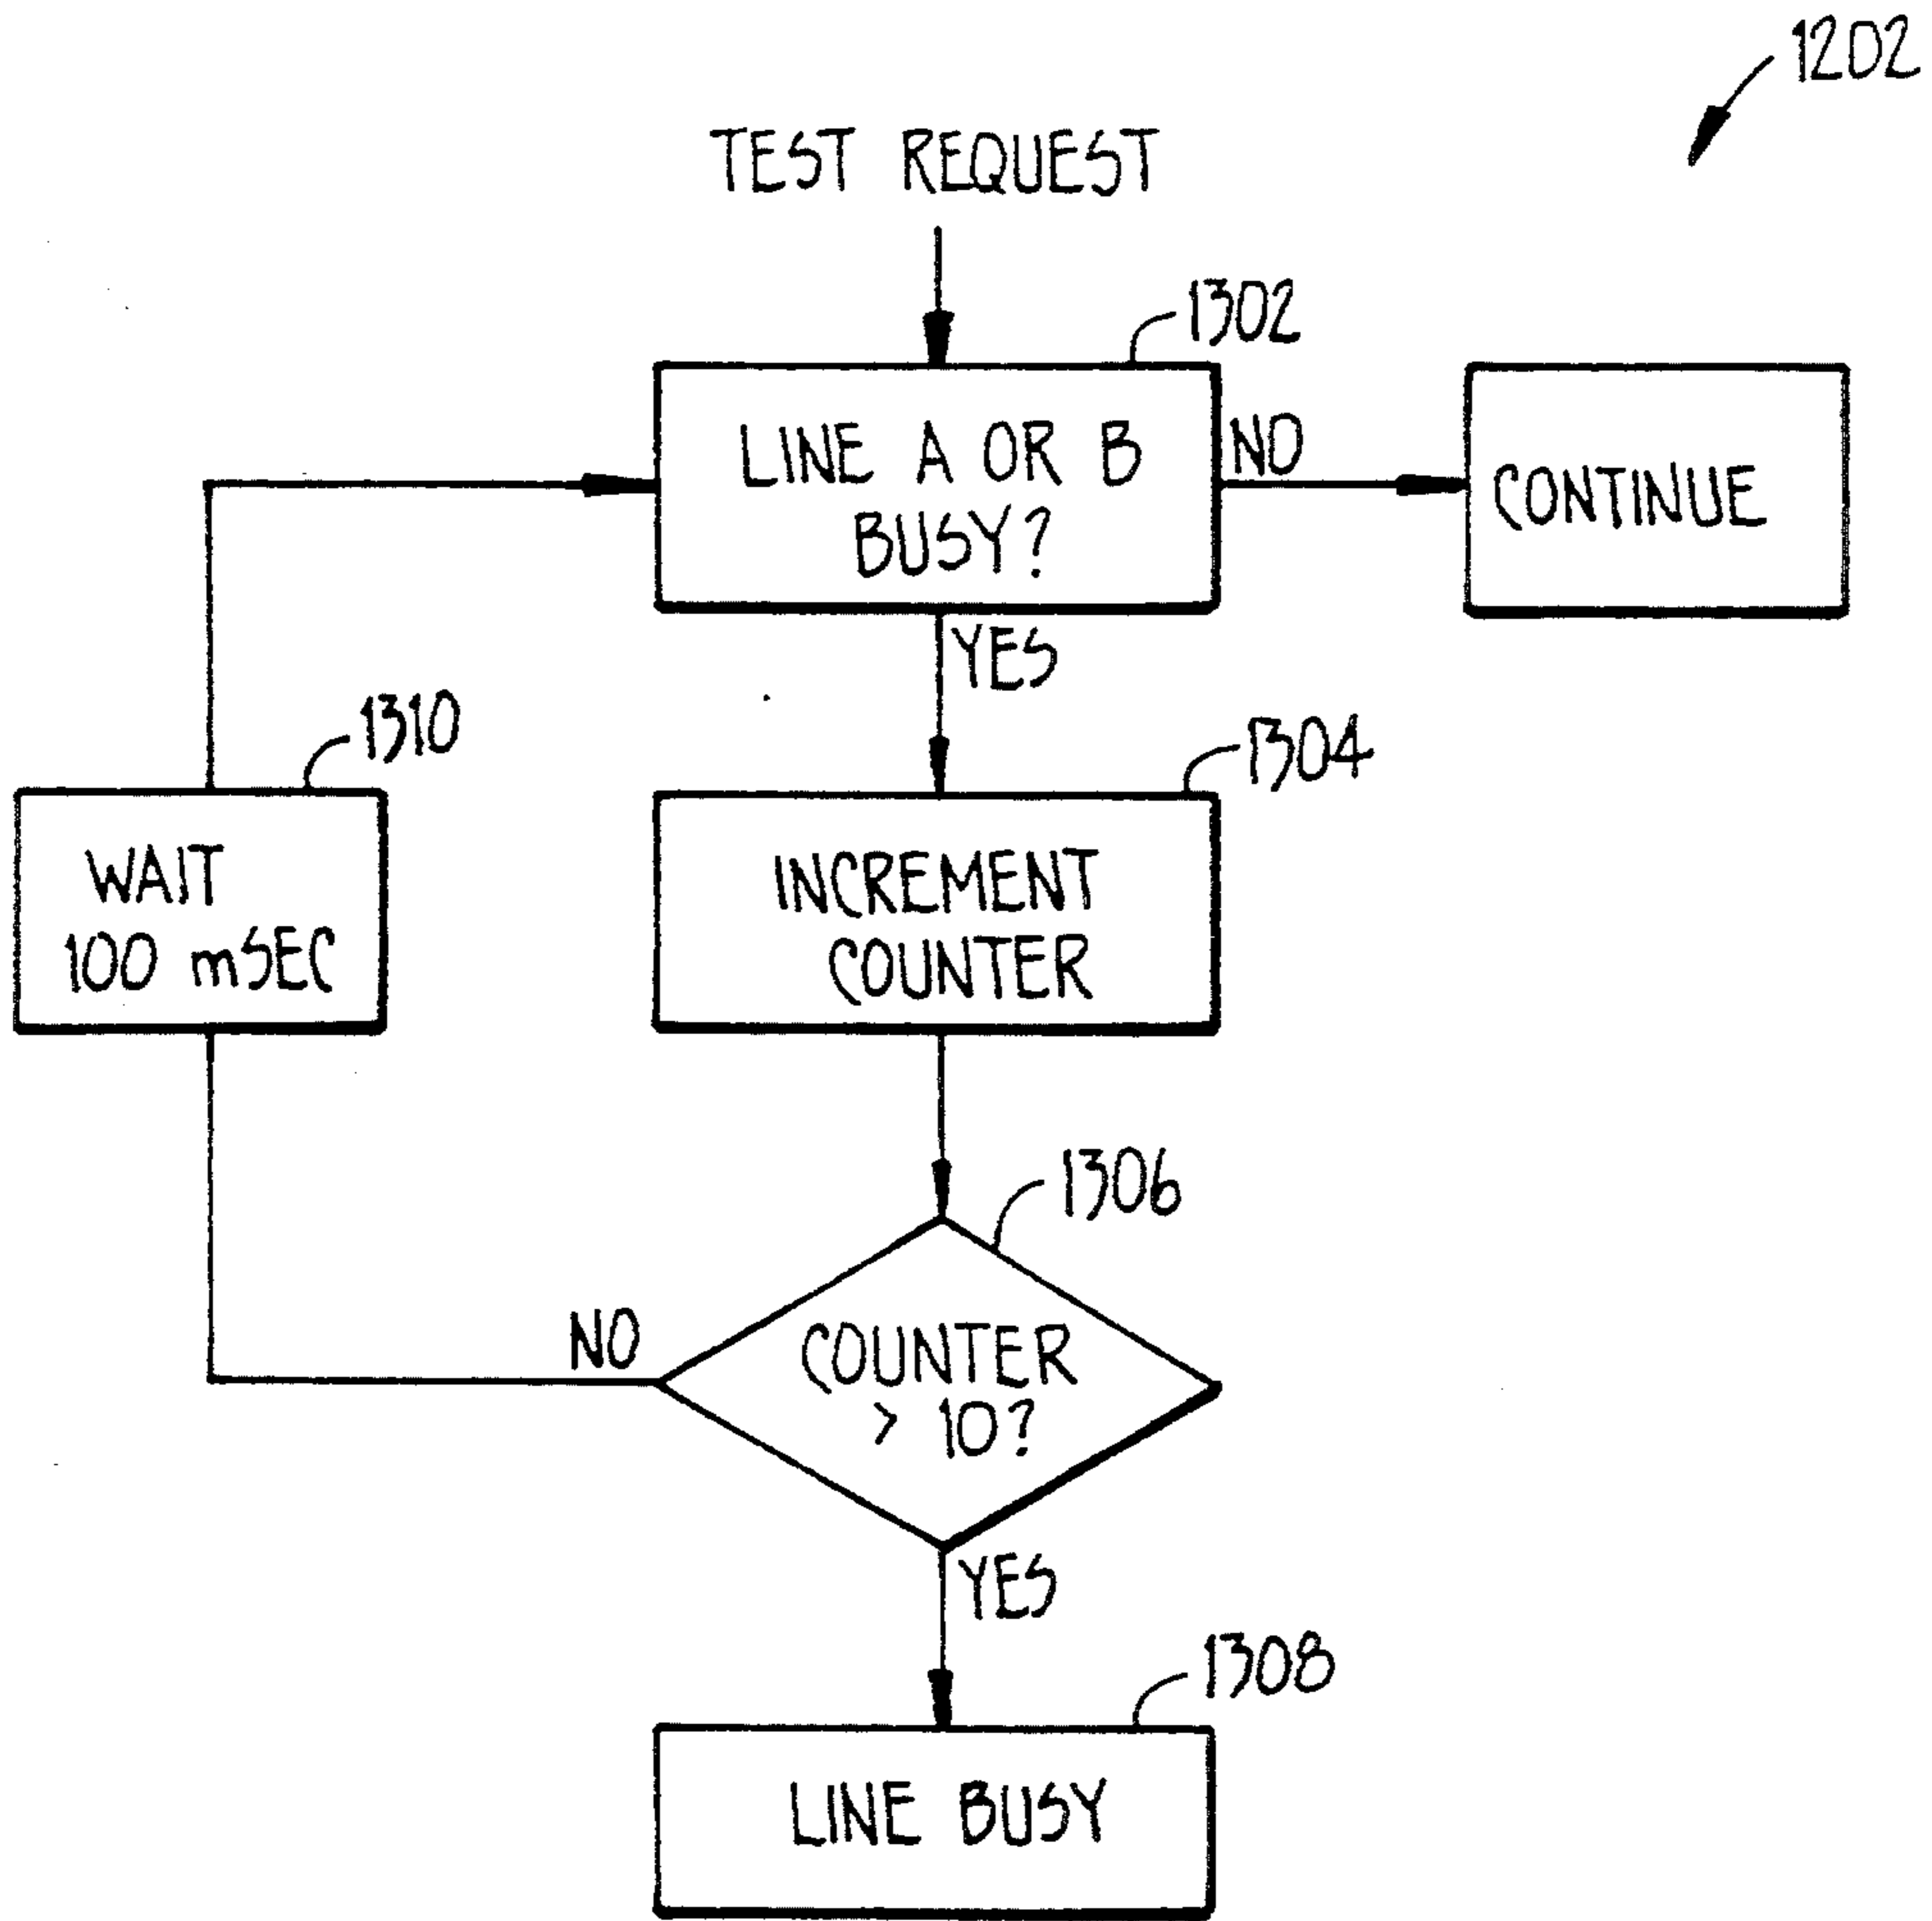 1202
TEST REQUEST
1302
LINE A OR B
BUSY?
NO
CONTINUE
YES
1310
1304
WAIT
100 mSEC
INCREMENT
COUNTER
1306
NO
COUNTER
> 10?
YES
1308
LINE BUSY